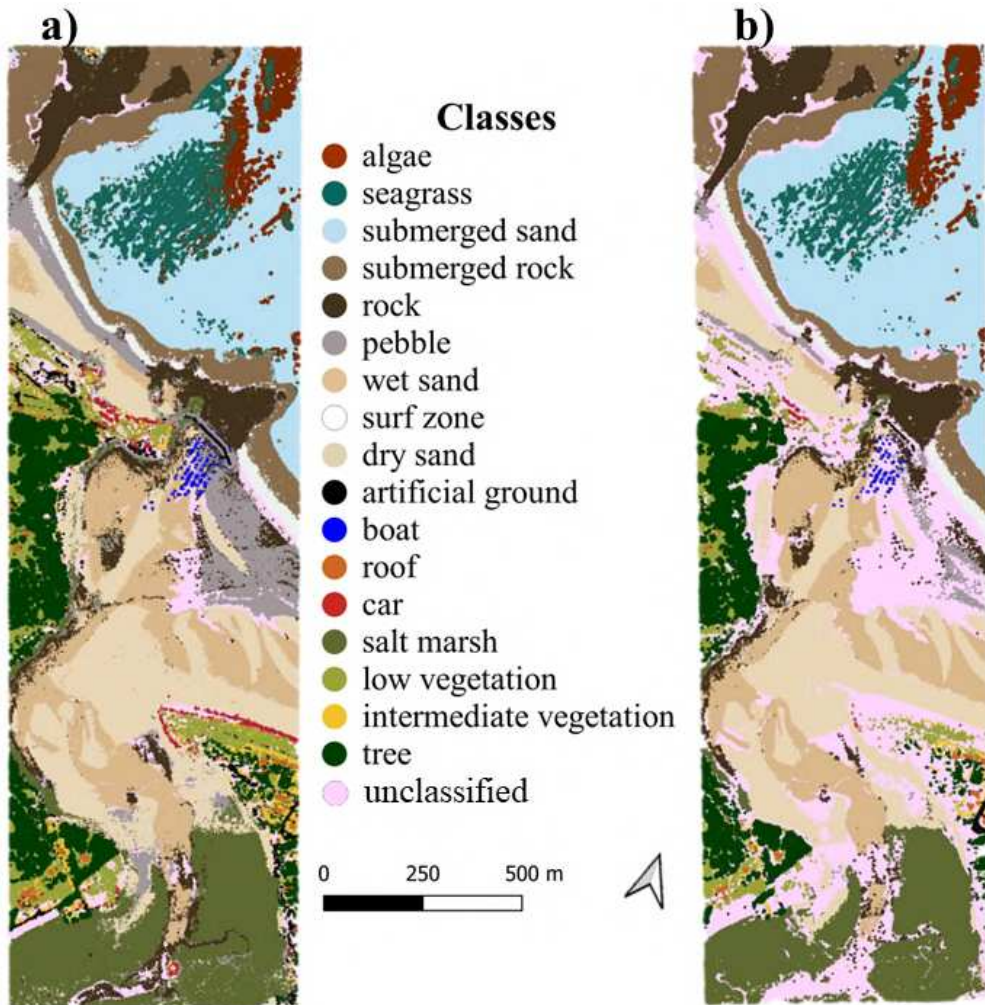 a)
b)
Classes
algae
seagrass
submerged sand
submerged rock
rock
pebble
wet sand
surf zone
dry sand
artificial ground
boat
roof
car
salt marsh
low vegetation
intermediate vegetation
tree
unclassified
0 250 500 m